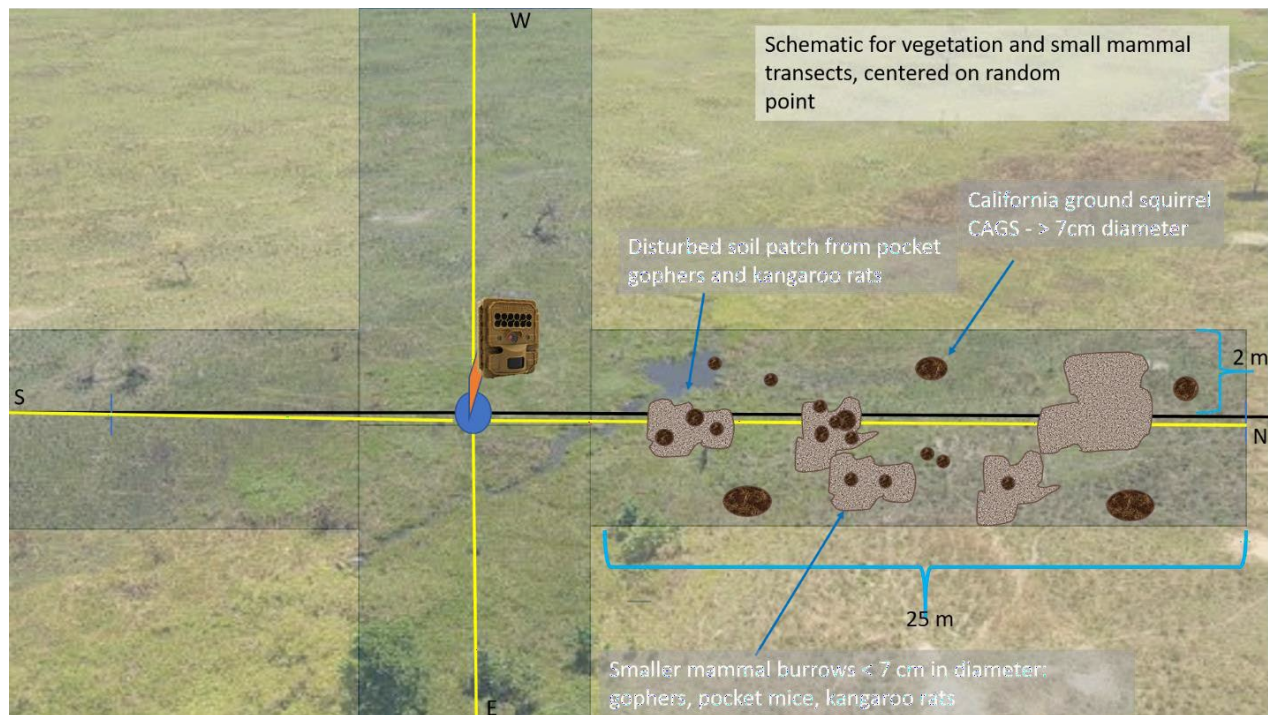 W
Schematic for vegetation and small mammal
transects, centered on random
point
California ground squirrel
CAGS - > 7cm diameter
Disturbed soil patch from pocket
gophers and kangaroo rats
2 m
S
N
25 m
Smaller mammal burrows < 7 cm in diameter:
gophers, pocket mice, kangaroo rats
E